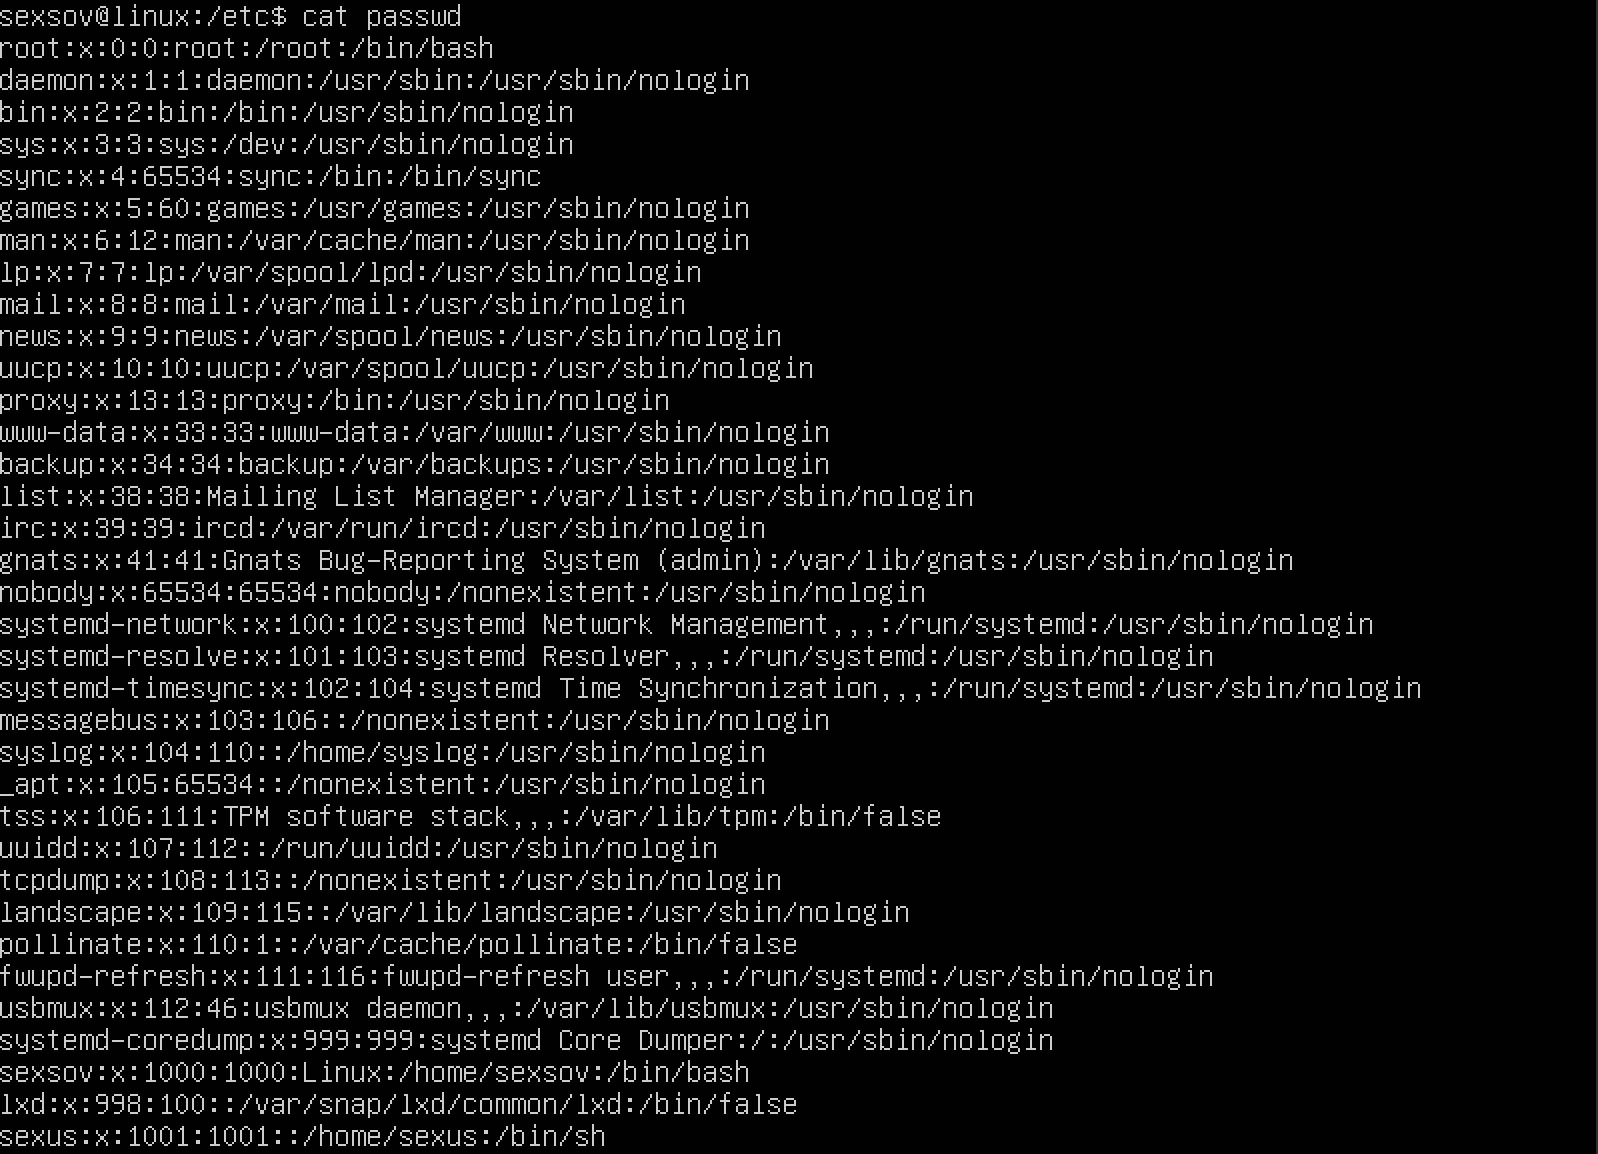 sexsov@linux:/etc$ cat passwd
root:x:0:0:root:/root:/bin/bash
daemon:x:1:1:daemon:/usr/sbin:/usr/sbin/nologin
bin:x:2:2:bin:/bin:/usr/sbin/nologin
sys:x:3:3:sys:/dev:/usr/sbin/nologin
sync:x:4:65534:sync:/bin:/bin/sync
games:x:5:60:games:/usr/games:/usr/sbin/nologin
man:x:6:12:man:/var/cache/man:/usr/sbin/nologin
lp:x:7:7:lp:/var/spool/lpd:/usr/sbin/nologin
mail:x:8:8:mail:/var/mail:/usr/sbin/nologin
news:x:9:9:news:/var/spool/news:/usr/sbin/nologin
uucp:x:10:10:uucp:/var/spool/uucp:/usr/sbin/nologin
proxy:x:13:13:proxy:/bin:/usr/sbin/nologin
www-data:x:33:33:www-data:/var/www:/usr/sbin/nologin
backup:x:34:34:backup:/var/backups:/usr/sbin/nologin
list:x:38:38:Mailing List Manager:/var/list:/usr/sbin/nologin
irc:x:39:39:ircd:/var/run/ircd:/usr/sbin/nologin
gnats:x:41:41:Gnats Bug-Reporting System (admin):/var/lib/gnats:/usr/sbin/nologin
nobody:x:65534:65534:nobody:/nonexistent:/usr/sbin/nologin
systemd-network:x:100:102:systemd Network Management,,,:/run/systemd:/usr/sbin/nologin
systemd-resolve:x:101:103:systemd Resolver,,,:/run/systemd:/usr/sbin/nologin
systemd-timesync:x:102:104:systemd Time Synchronization,,,:/run/systemd:/usr/sbin/nologin
messagebus:x:103:106::/nonexistent:/usr/sbin/nologin
syslog:x:104:110::/home/syslog:/usr/sbin/nologin
_apt:x:105:65534::/nonexistent:/usr/sbin/nologin
tss:x:106:111:TPM software stack,,,:/var/lib/tpm:/bin/false
uuidd:x:107:112::/run/uuidd:/usr/sbin/nologin
tcpdump:x:108:113::/nonexistent:/usr/sbin/nologin
landscape:x:109:115::/var/lib/landscape:/usr/sbin/nologin
pollinate:x:110:1::/var/cache/pollinate:/bin/false
fwupd-refresh:x:111:116:fwupd-refresh user,,,:/run/systemd:/usr/sbin/nologin
usbmux:x:112:46:usbmux daemon,,,:/var/lib/usbmux:/usr/sbin/nologin
systemd-coredump:x:999:999:systemd Core Dumper:/:/usr/sbin/nologin
sexsov:x:1000:1000:Linux:/home/sexsov:/bin/bash
lxd:x:998:100::/var/snap/lxd/common/lxd:/bin/false
sexus:x:1001:1001::/home/sexus:/bin/sh